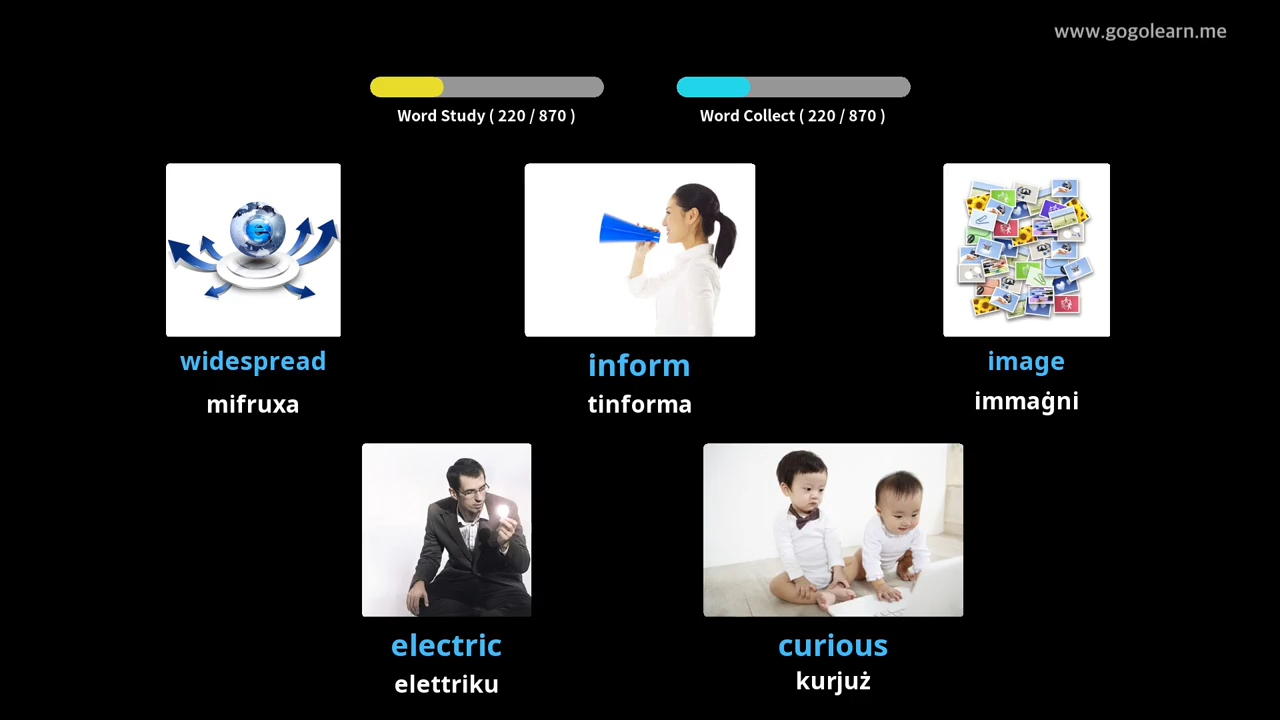 www.gogolearn.me
Word Study ( 220 / 870 )
Word Collect ( 220 / 870 )
e
widespread
inform
image
mifruxa
tinforma
immaġni
electric
curious
elettriku
kurjuż